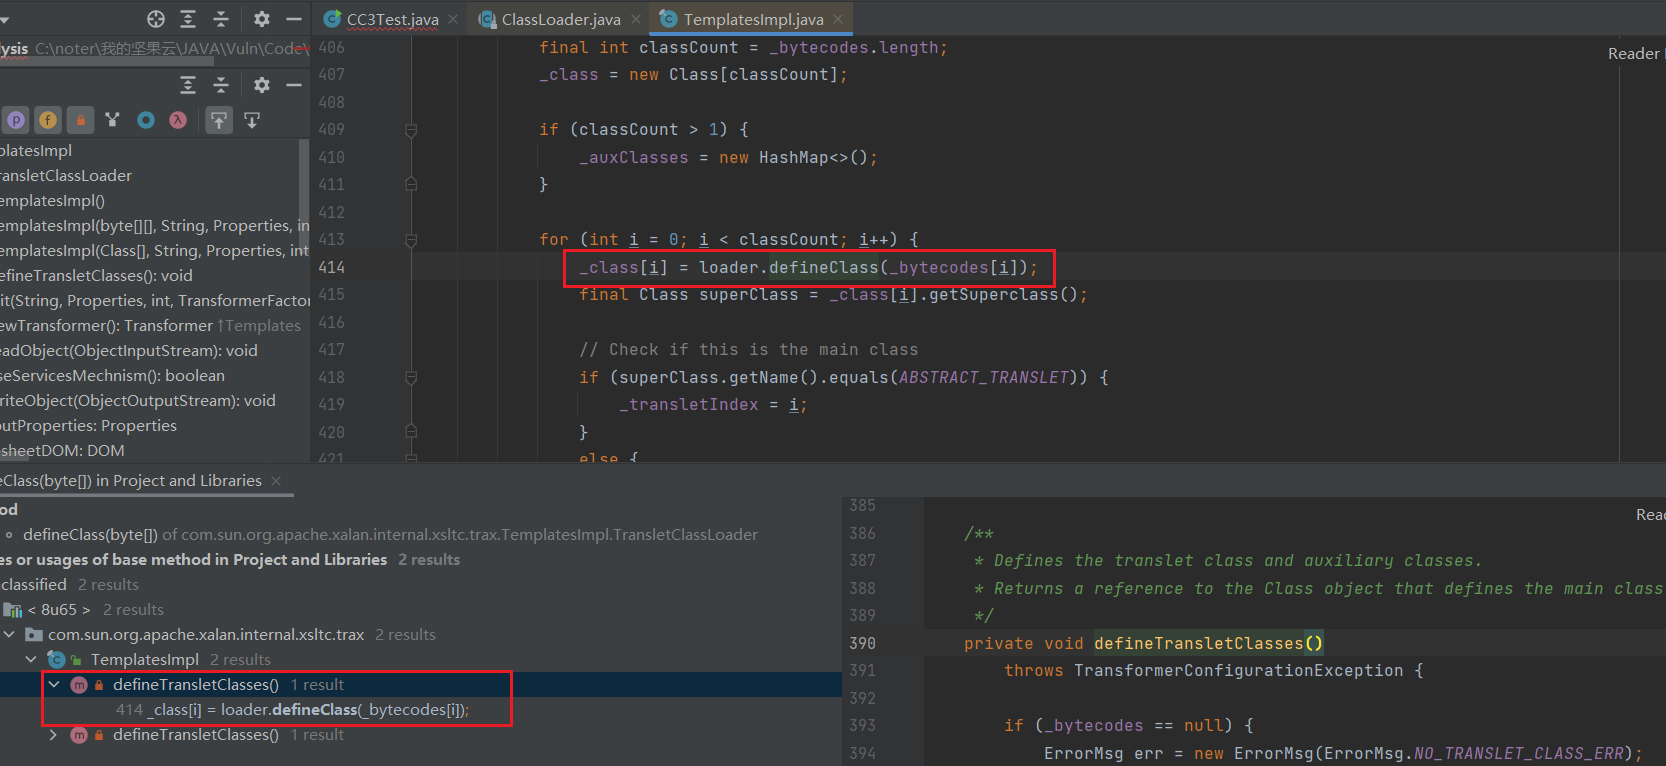 CC3Test.java
ClassLoader.java
TemplatesImpl.java
lysis C:\noter\我的坚果云\JAVA\Vuln\Code\
platesImpl
ransletClassLoader
emplatesImpl()
emplatesImpl(byte[][], String, Properties, in
emplatesImpl(Class[], String, Properties, int
efineTransletClasses(): void
it(String, Properties, int, TransformerFactor
ewTransformer(): Transformer ↑Templates
eadObject(ObjectInputStream): void
seServicesMechnism(): boolean
riteObject(ObjectOutputStream): void
putProperties: Properties
sheetDOM: DOM
Reader
406 final int classCount = _bytecodes.length;
407 _class = new Class[classCount];
408
409 if (classCount > 1) {
410 _auxClasses = new HashMap<>();
411 }
412
413 for (int i = 0; i < classCount; i++) {
414 _class[i] = loader.defineClass(_bytecodes[i]);
415 final Class superClass = _class[i].getSuperclass();
416
417 // Check if this is the main class
418 if (superClass.getName().equals(ABSTRACT_TRANSLET)) {
419 _transletIndex = i;
420 }
421 else {
eClass(byte[]) in Project and Libraries
od
defineClass(byte[]) of com.sun.org.apache.xalan.internal.xsltc.trax.TemplatesImpl.TransletClassLoader
es or usages of base method in Project and Libraries 2 results
nclassified 2 results
< 8u65 > 2 results
com.sun.org.apache.xalan.internal.xsltc.trax 2 results
TemplatesImpl 2 results
defineTransletClasses() 1 result
414 _class[i] = loader.defineClass(_bytecodes[i]);
defineTransletClasses() 1 result
Read
385
386 /**
387 * Defines the translet class and auxiliary classes.
388 * Returns a reference to the Class object that defines the main class
389 */
390 private void defineTransletClasses()
391 throws TransformerConfigurationException {
392
393 if (_bytecodes == null) {
394 ErrorMsg err = new ErrorMsg(ErrorMsg.NO_TRANSLET_CLASS_ERR);